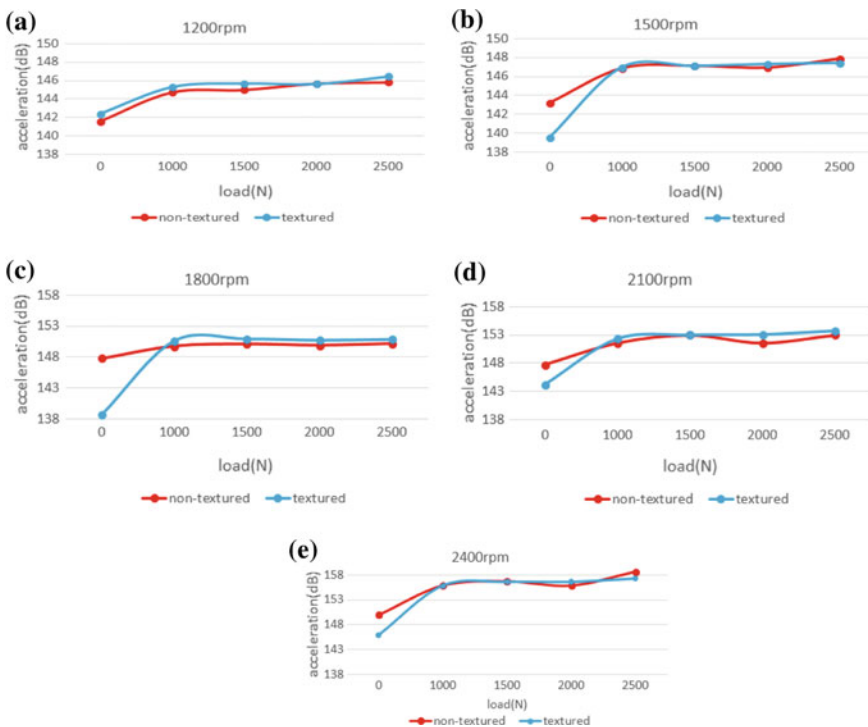 (a)
1200rpm
acceleration(dB)
150
148
146
144
142
140
138
0 1000 1500 2000 2500
load(N)
non-textured textured
(b)
1500rpm
acceleration(dB)
150
148
146
144
142
140
138
0 1000 1500 2000 2500
load(N)
non-textured textured
(c)
1800rpm
acceleration(dB)
158
153
148
143
138
0 1000 1500 2000 2500
load(N)
non-textured textured
(d)
2100rpm
acceleration(dB)
158
153
148
143
138
0 1000 1500 2000 2500
load(N)
non-textured textured
(e)
2400rpm
acceleration(dB)
158
153
148
143
138
0 1000 1500 2000 2500
load(N)
non-textured textured